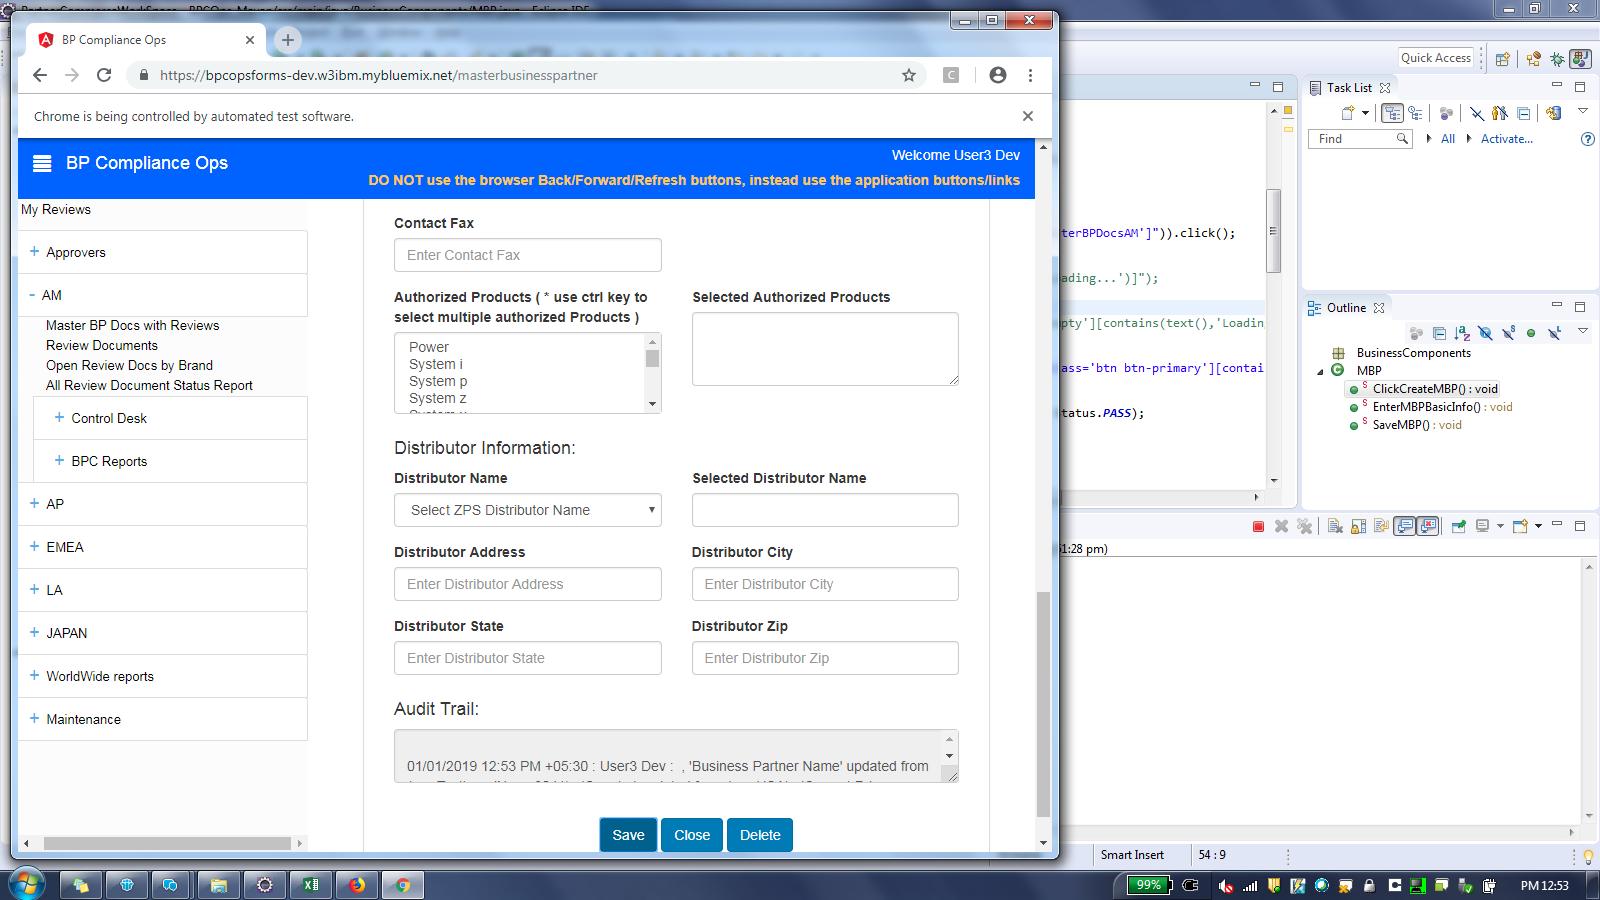 BP Compliance Ops
https://bpcopsforms-dev.w3ibm.mybluemix.net/masterbusinesspartner
Chrome is being controlled by automated test software.
BP Compliance Ops
Welcome User3 Dev
DO NOT use the browser Back/Forward/Refresh buttons, instead use the application buttons/links
My Reviews
+ Approvers
- AM
Master BP Docs with Reviews
Review Documents
Open Review Docs by Brand
All Review Document Status Report
+ Control Desk
+ BPC Reports
+ AP
+ EMEA
+ LA
+ JAPAN
+ WorldWide reports
+ Maintenance
Contact Fax
Enter Contact Fax
Authorized Products ( * use ctrl key to
select multiple authorized Products )
Selected Authorized Products
Power
System i
System p
System z
Distributor Information:
Distributor Name
Selected Distributor Name
Select ZPS Distributor Name
Distributor Address
Distributor City
Enter Distributor Address
Enter Distributor City
Distributor State
Distributor Zip
Enter Distributor State
Enter Distributor Zip
Audit Trail:
01/01/2019 12:53 PM +05:30 : User3 Dev : , 'Business Partner Name' updated from
Save
Close
Delete
Quick Access
terBPDocsAM']")).click();
ading...')]");
pty'][contains(text(),'Loadin
ass='btn btn-primary'][contai
tatus.PASS);
Task List
Find
All
Activate...
Outline
BusinessComponents
MBP
ClickCreateMBP() : void
EnterMBPBasicInfo() : void
SaveMBP() : void
51:28 pm)
Smart Insert
54 : 9
99%
PM 12:53